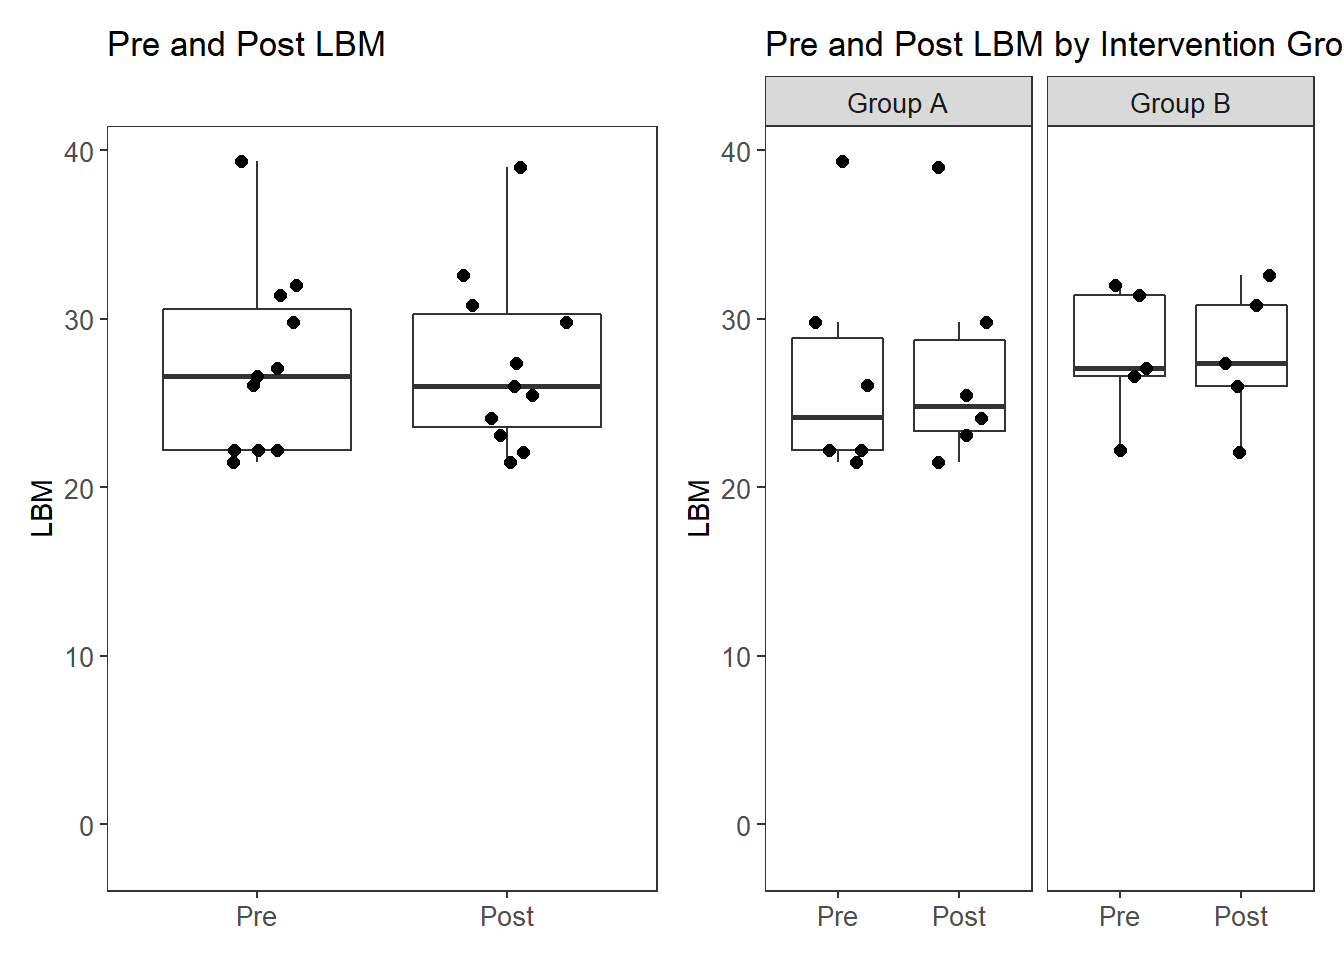 Pre and Post LBM
LBM
40
30
20
10
0
Pre Post
Pre and Post LBM by Intervention Gro
Group A Group B
LBM
40
30
20
10
0
Pre Post Pre Post